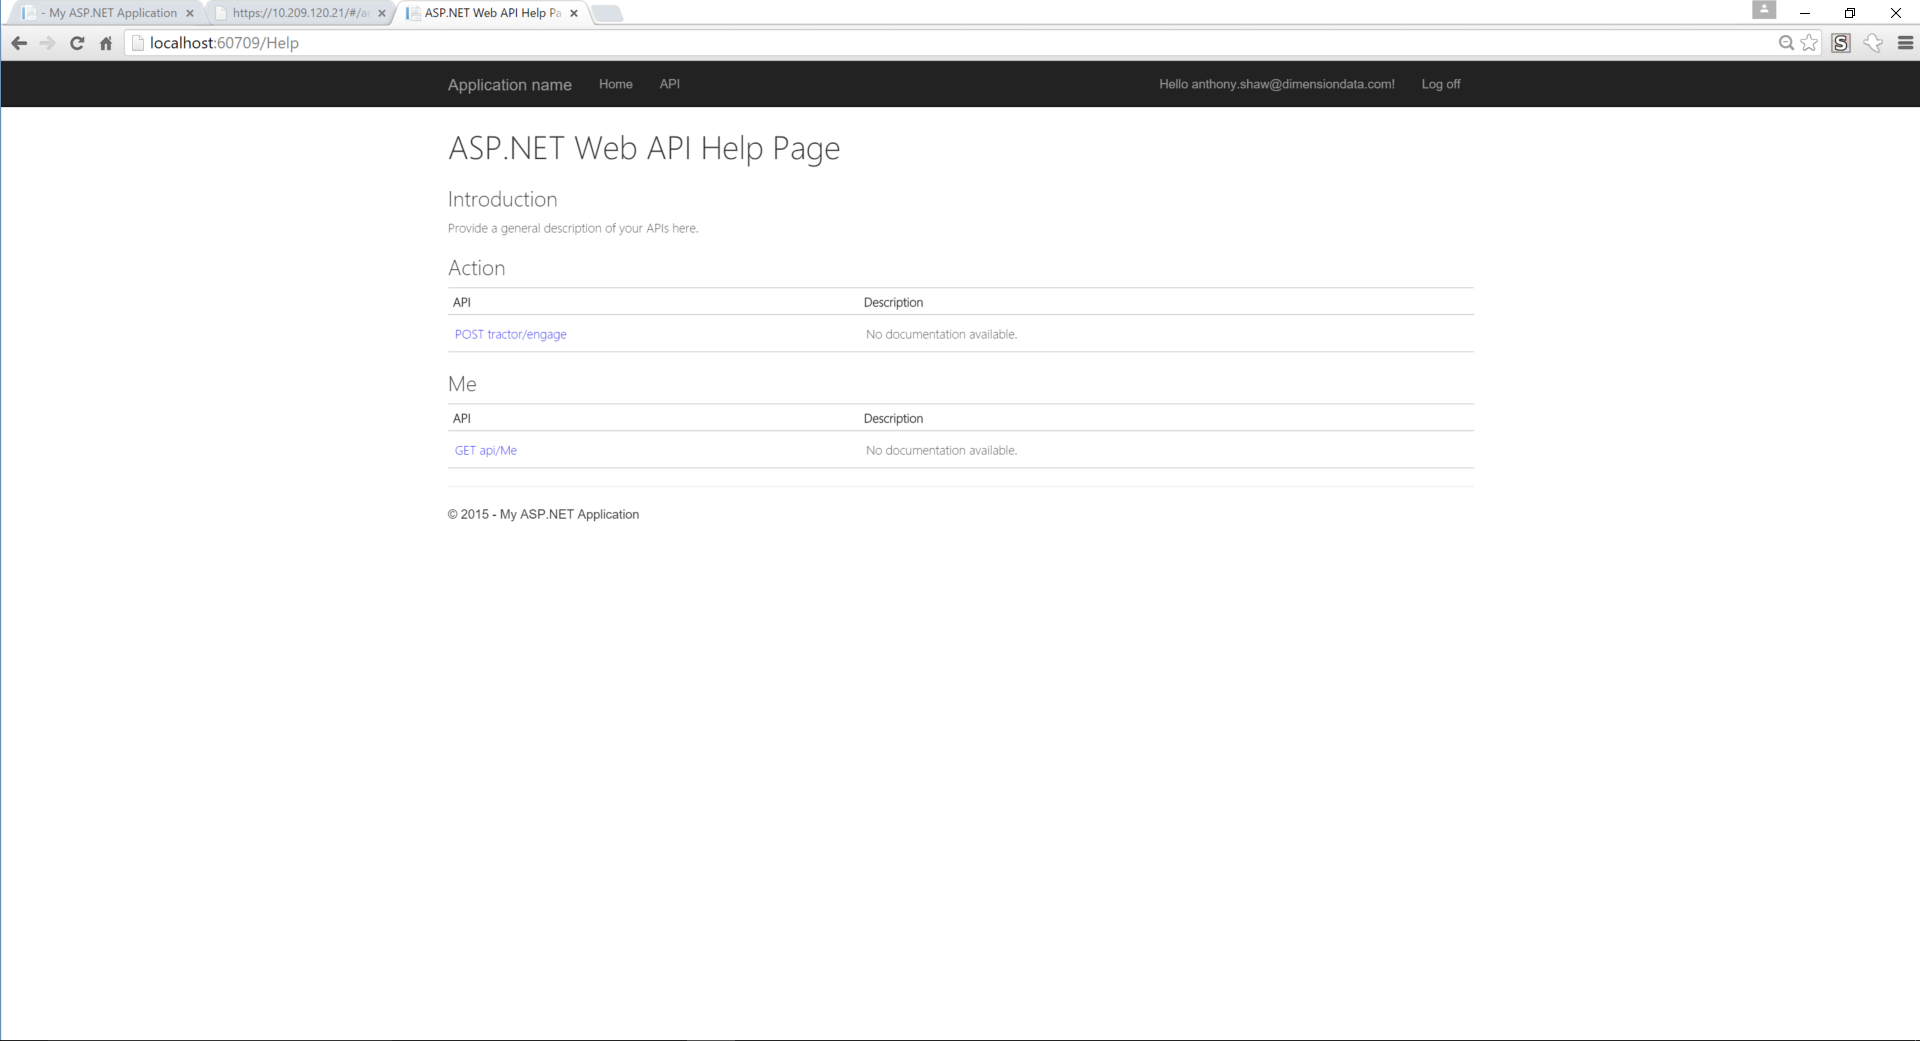 - My ASP.NET Application
https://10.209.120.21/#/ac
ASP.NET Web API Help Pa
localhost:60709/Help
Application name Home API Hello anthony.shaw@dimensiondata.com! Log off
ASP.NET Web API Help Page
Introduction
Provide a general description of your APIs here.
Action
API Description
POST tractor/engage No documentation available.
Me
API Description
GET api/Me No documentation available.
© 2015 - My ASP.NET Application